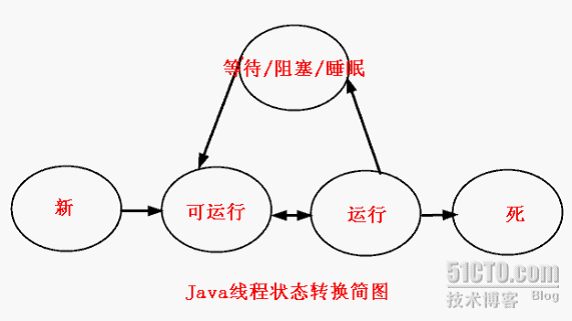 等待/阻塞/睡眠
新
可运行
运行
死
Java线程状态转换简图
51CTO.com
技术博客 Blog